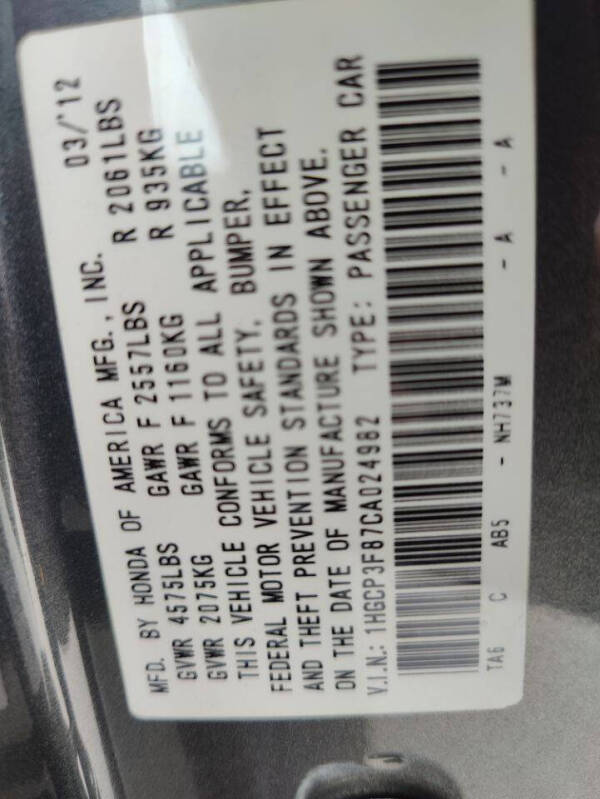 MFD. BY HONDA OF AMERICA MFG., INC. 03/'12
GVWR 4575LBS GAWR F 2557LBS R 2061LBS
GVWR 2075KG GAWR F 1160KG R 935KG
THIS VEHICLE CONFORMS TO ALL APPLICABLE
FEDERAL MOTOR VEHICLE SAFETY, BUMPER,
AND THEFT PREVENTION STANDARDS IN EFFECT
ON THE DATE OF MANUFACTURE SHOWN ABOVE.
V.I.N.: 1HGCP3F87CA024982 TYPE: PASSENGER CAR
TA6 C AB5 - NH737M - A - A